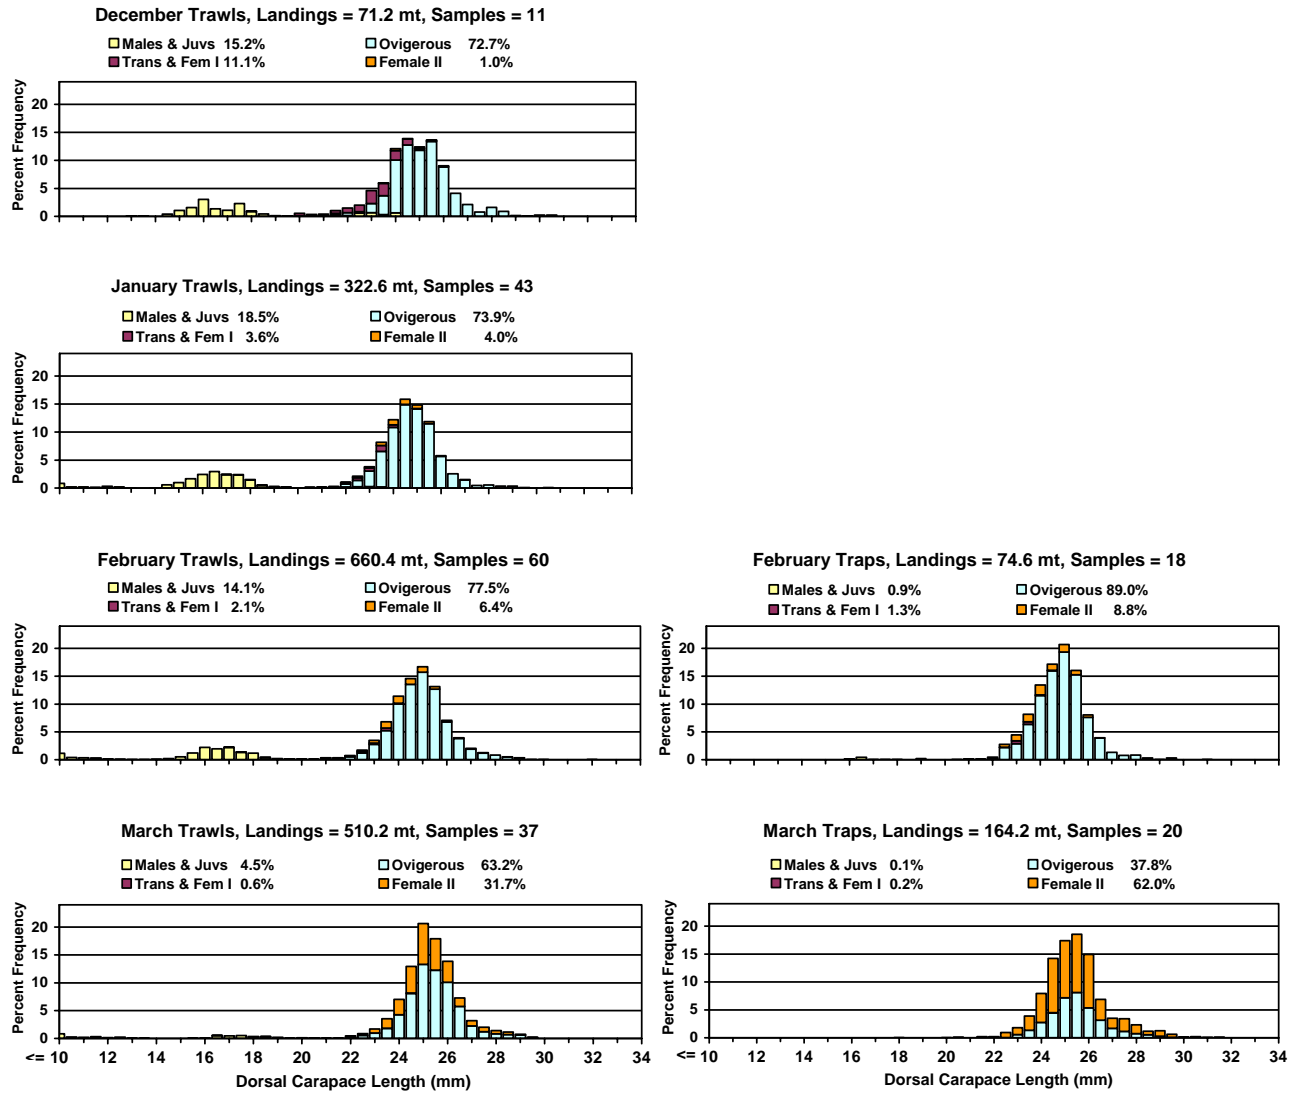 December Trawls, Landings = 71.2 mt, Samples = 11
Males & Juvs 15.2% Ovigerous 72.7%
Trans & Fem I 11.1% Female II 1.0%
Percent Frequency
20
15
10
5
0
January Trawls, Landings = 322.6 mt, Samples = 43
Males & Juvs 18.5% Ovigerous 73.9%
Trans & Fem I 3.6% Female II 4.0%
Percent Frequency
20
15
10
5
0
February Trawls, Landings = 660.4 mt, Samples = 60
Males & Juvs 14.1% Ovigerous 77.5%
Trans & Fem I 2.1% Female II 6.4%
Percent Frequency
20
15
10
5
0
February Traps, Landings = 74.6 mt, Samples = 18
Males & Juvs 0.9% Ovigerous 89.0%
Trans & Fem I 1.3% Female II 8.8%
Percent Frequency
20
15
10
5
0
March Trawls, Landings = 510.2 mt, Samples = 37
Males & Juvs 4.5% Ovigerous 63.2%
Trans & Fem I 0.6% Female II 31.7%
Percent Frequency
20
15
10
5
0
<= 10 12 14 16 18 20 22 24 26 28 30 32 34
Dorsal Carapace Length (mm)
March Traps, Landings = 164.2 mt, Samples = 20
Males & Juvs 0.1% Ovigerous 37.8%
Trans & Fem I 0.2% Female II 62.0%
Percent Frequency
20
15
10
5
0
<= 10 12 14 16 18 20 22 24 26 28 30 32 34
Dorsal Carapace Length (mm)